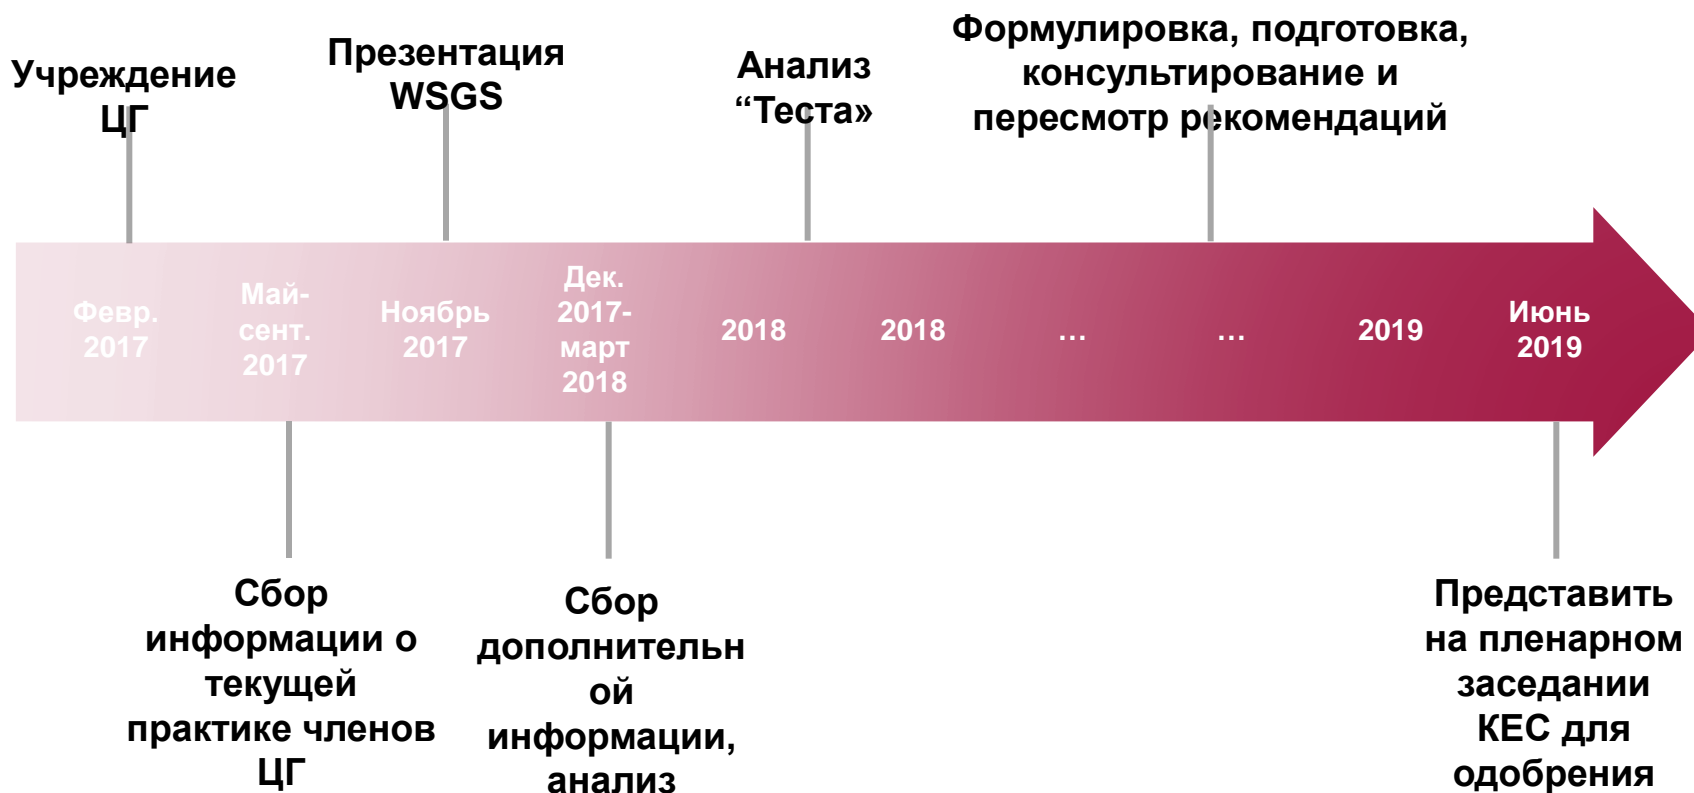 Учреждение
ЦГ
Презентация
WSGS
Анализ
“Теста»
Формулировка, подготовка,
консультирование и
пересмотр рекомендаций
Февр.
2017
Май-
сент.
2017
Ноябрь
2017
Дек.
2017-
март
2018
2018
2018
...
...
2019
Июнь
2019
Сбор
информации о
текущей
практике членов
ЦГ
Сбор
дополнительн
ой
информации,
анализ
Представить
на пленарном
заседании
КЕС для
одобрения